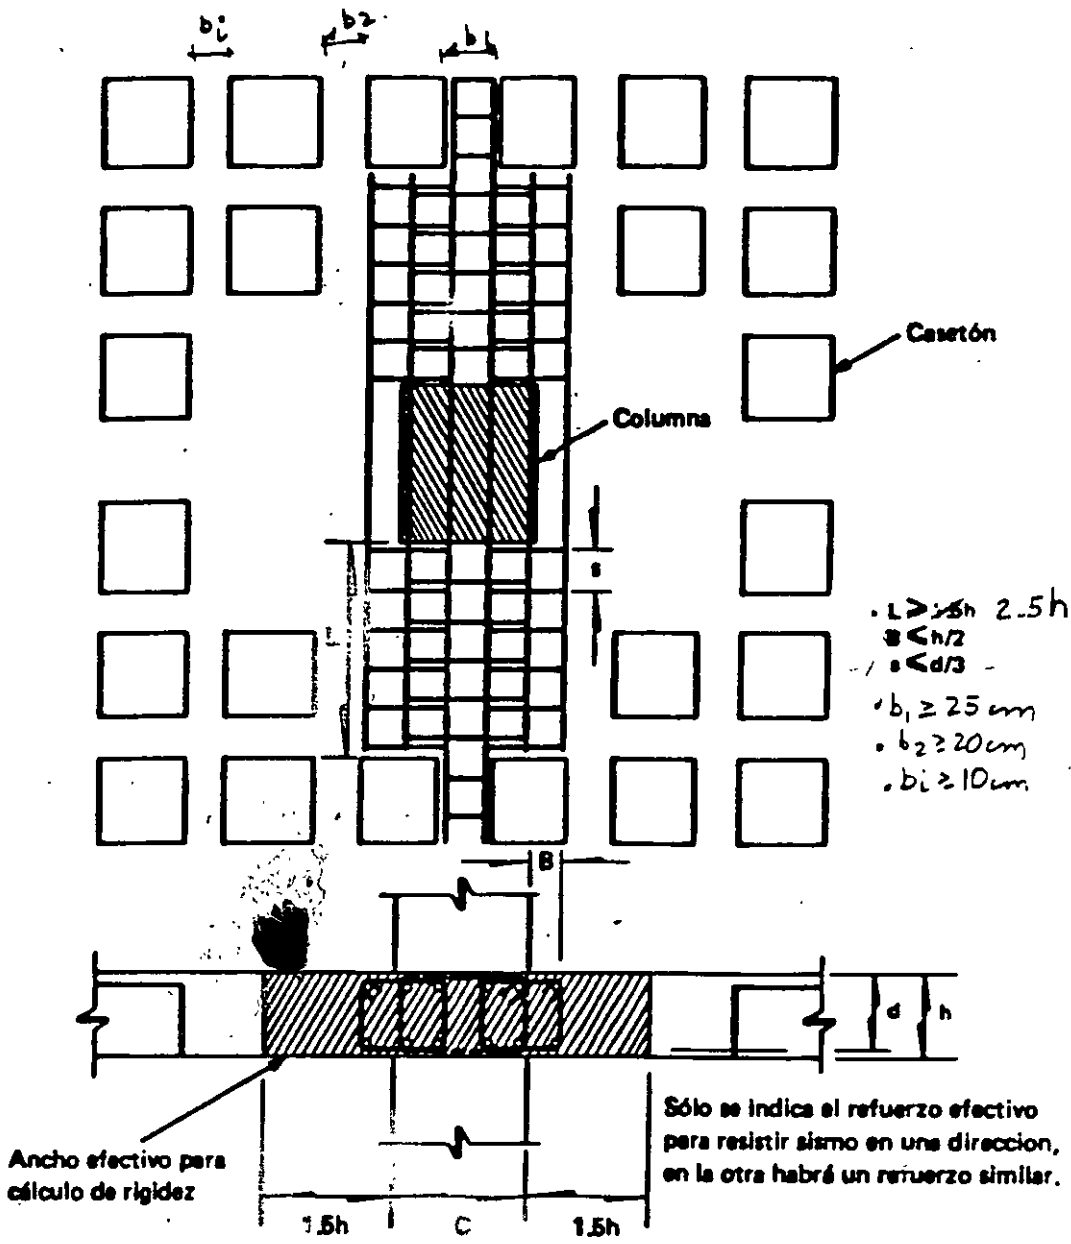 bi b2 b
Casetón
Columna
s
L
. L ≥ 2.5h
B ≤ h/2
s ≤ d/3
. b₁ ≥ 25 cm
. b₂ ≥ 20 cm
. bi ≥ 10 cm
B
d h
Ancho efectivo para
cálculo de rigidez
Sólo se indica el refuerzo efectivo
para resistir sismo en una direccion,
en la otra habrá un refuerzo similar.
1.5h C 1.5h